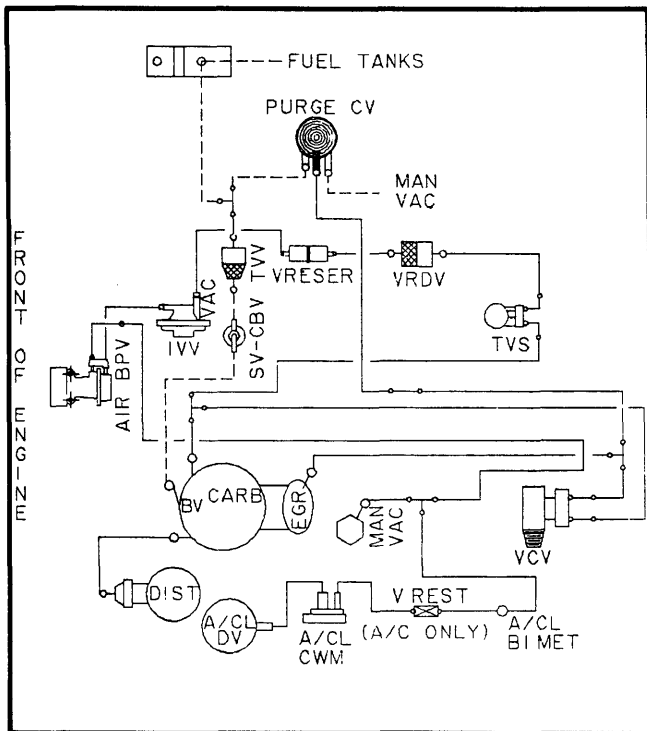 FUEL TANKS
PURGE CV
MAN
VAC
FRONT OF ENGINE
TVV
VRESER
VRDV
VAC
IVV
SV-CBV
TVS
AIR BPV
BV
CARB
EGR
MAN
VAC
VCV
DIST
A/CL
DV
A/CL
CWM
V REST
(A/C ONLY)
A/CL
BIMET